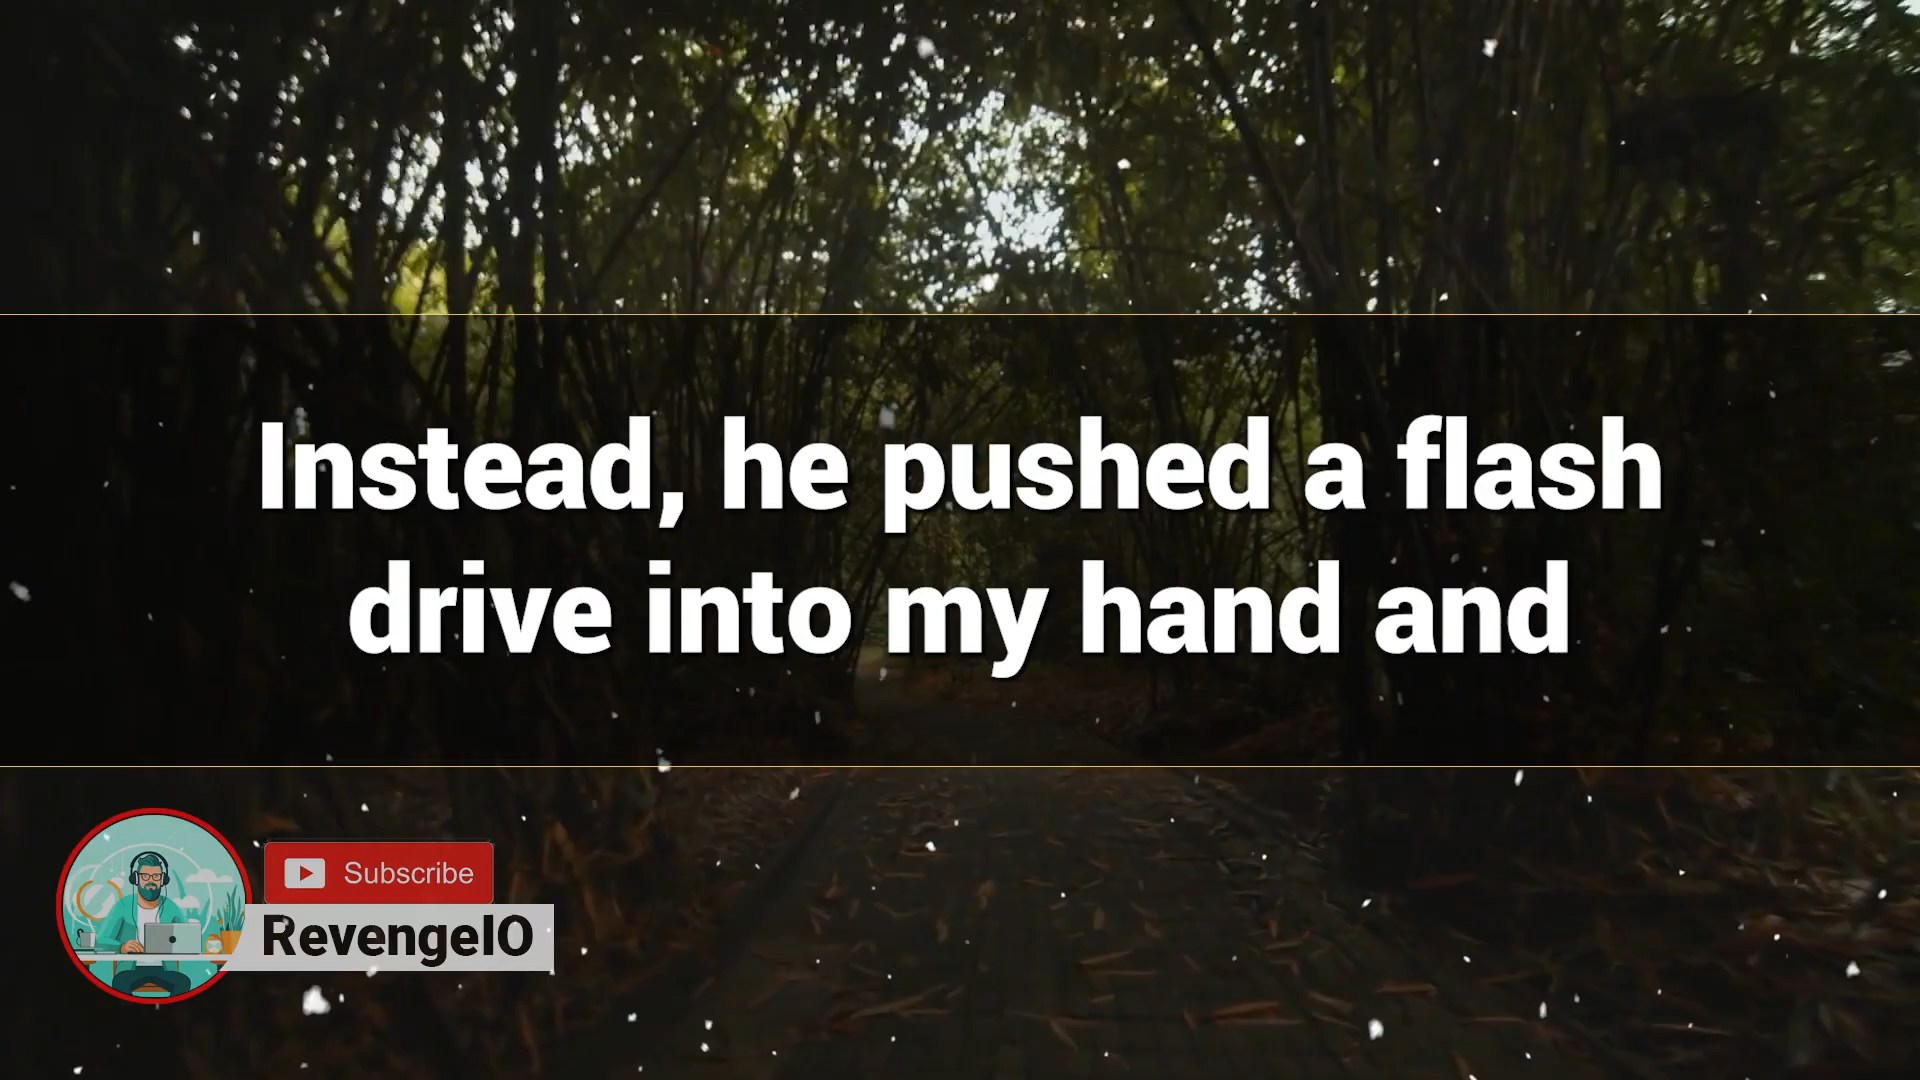 Instead, he pushed a flash
drive into my hand and
Subscribe
RevengeIO